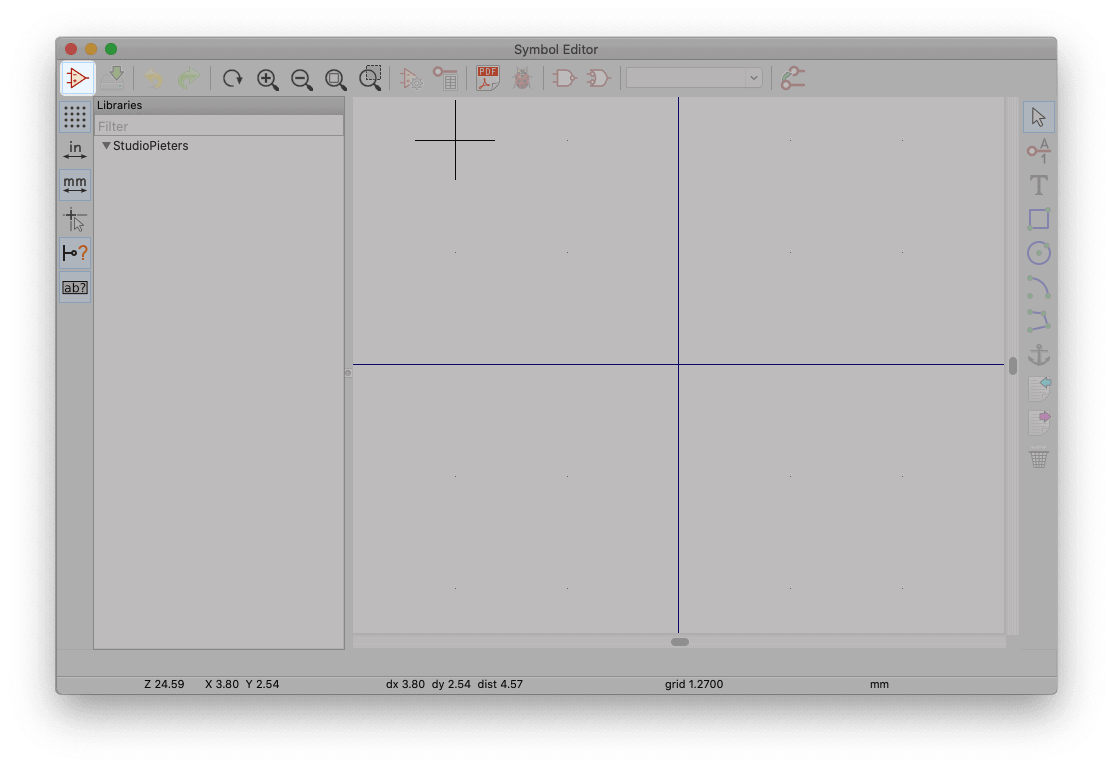 Symbol Editor
PDF
Libraries
Filter
StudioPieters
in
mm
?
ab?
A
1
T
Z 24.59 X 3.80 Y 2.54 dx 3.80 dy 2.54 dist 4.57 grid 1.2700 mm